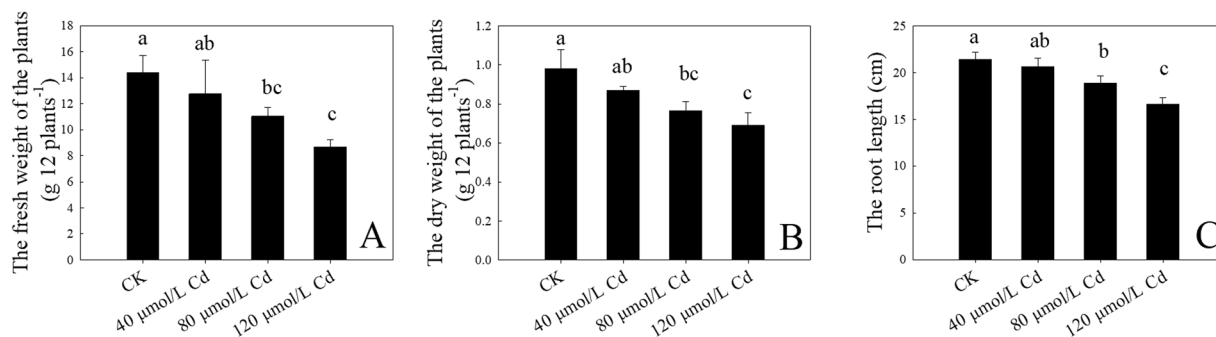 The fresh weight of the plants
(g 12 plants-1)
18
16
14
12
10
8
6
4
2
0
a
ab
bc
c
A
CK
40 μmol/L Cd
80 μmol/L Cd
120 μmol/L Cd
The dry weight of the plants
(g 12 plants-1)
1.2
1.0
0.8
0.6
0.4
0.2
0.0
a
ab
bc
c
B
CK
40 μmol/L Cd
80 μmol/L Cd
120 μmol/L Cd
The root length (cm)
25
20
15
10
5
0
a
ab
b
c
C
CK
40 μmol/L Cd
80 μmol/L Cd
120 μmol/L Cd